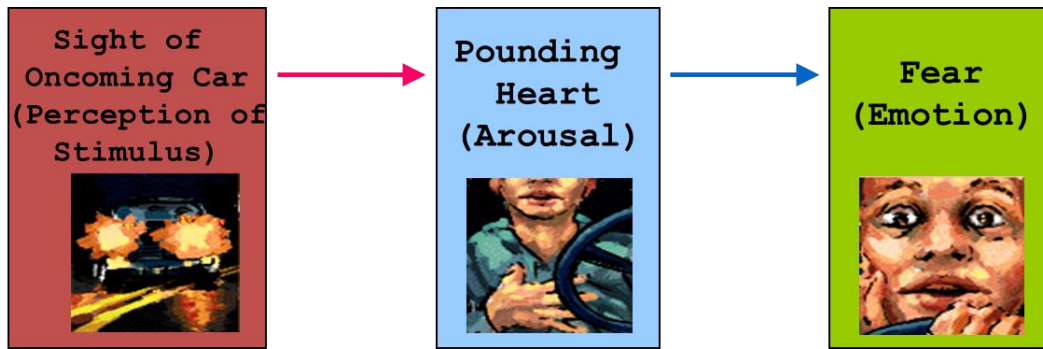 Sight of
Oncoming Car
(Perception of
Stimulus)
Pounding
Heart
(Arousal)
Fear
(Emotion)